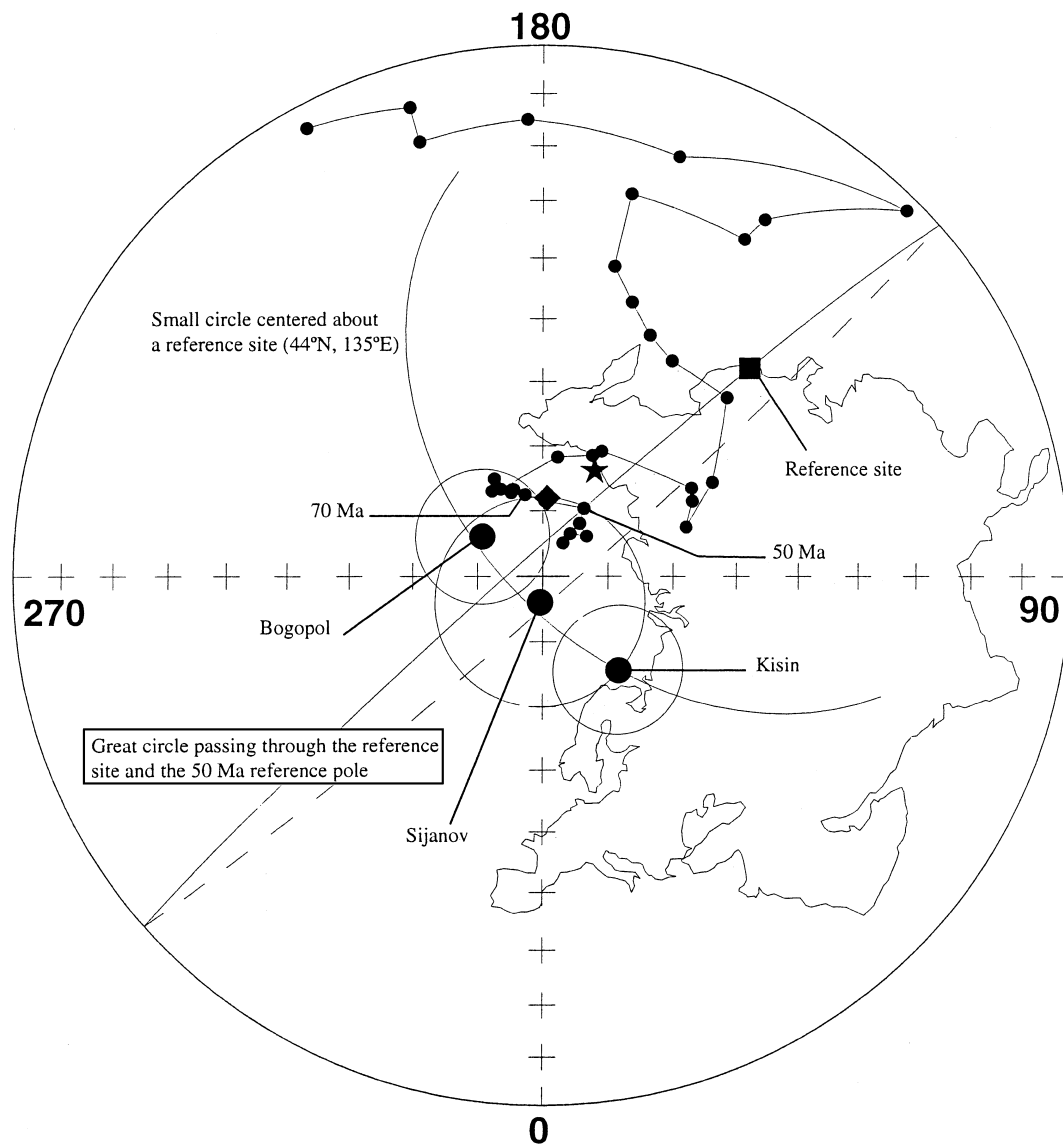 180
Small circle centered about
a reference site (44ºN, 135ºE)
Reference site
70 Ma
50 Ma
270
90
Bogopol
Kisin
Great circle passing through the reference
site and the 50 Ma reference pole
Sijanov
0